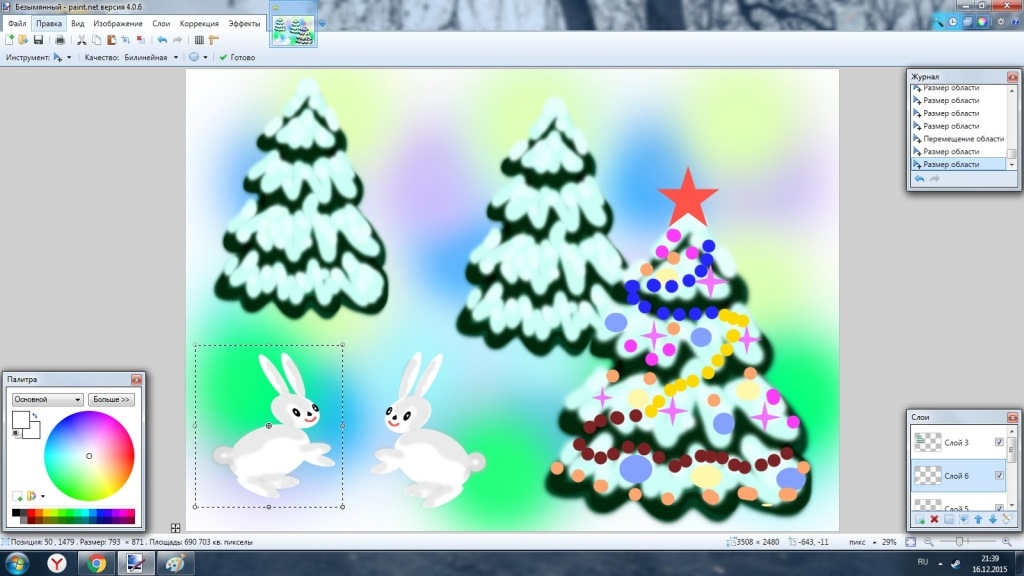 Безымянный - paint.net версия 4.0.6
Файл Правка Вид Изображение Слои Коррекция Эффекты
Инструмент: Качество: Билинейная Готово
Журнал
Размер области
Размер области
Размер области
Размер области
Перемещение области
Размер области
Размер области
Палитра
Основной Больше >>
Слои
Слой 3
Слой 6
Слой 5
Позиция: 50 , 1479 . Размер: 793 × 871 . Площадь: 690 703 кв. пикселы
3508 × 2480 -643, -11 пикс 29%
RU 21:39
16.12.2015